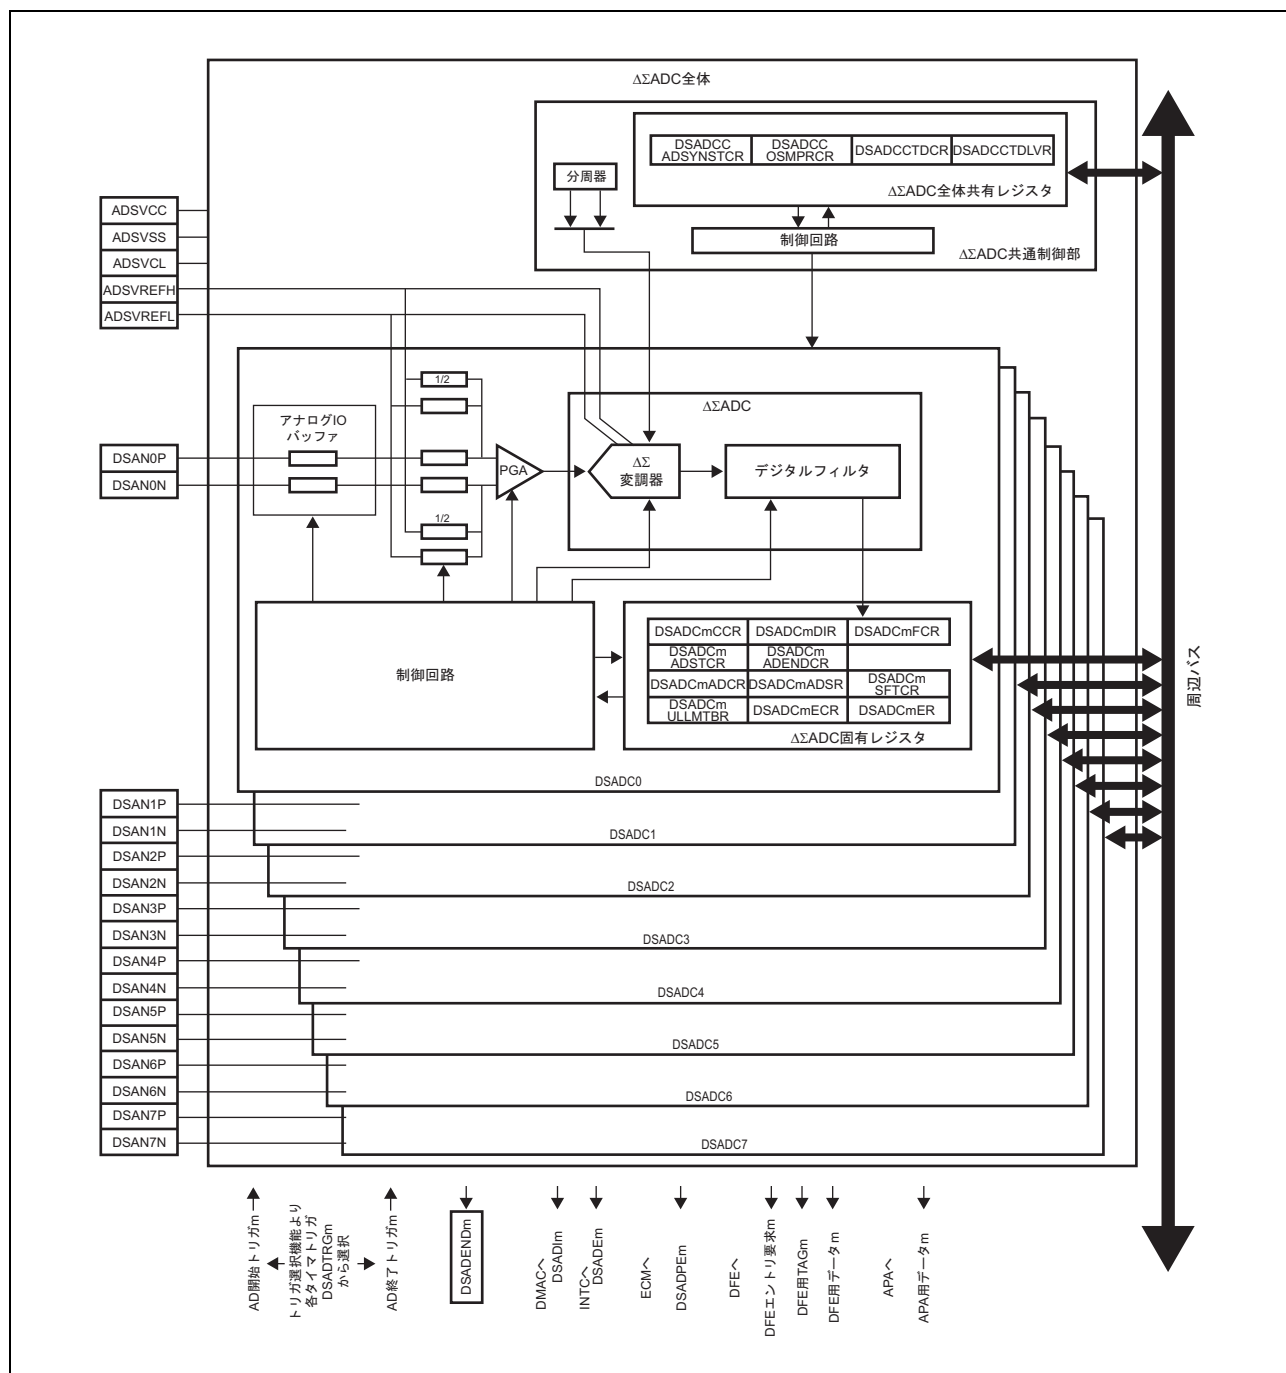 ΔΣADC全体
DSADCC
ADSYNSTCR
DSADCC
OSMPRCR
DSADCCTDCR
DSADCCTDLVR
ΔΣADC全体共有レジスタ
分周器
制御回路
ΔΣADC共通制御部
ADSVCC
ADSVSS
ADSVCL
ADSVREFH
ADSVREFL
1/2
アナログIO
バッファ
ΔΣADC
DSAN0P
DSAN0N
PGA
ΔΣ
変調器
デジタルフィルタ
1/2
制御回路
DSADCmCCR
DSADCmDIR
DSADCmFCR
DSADCm
ADSTCR
DSADCm
ADENDCR
DSADCmADCR
DSADCmADSR
DSADCm
SFTCR
DSADCm
ULLMTBR
DSADCmECR
DSADCmER
ΔΣADC固有レジスタ
周辺バス
DSADC0
DSAN1P
DSAN1N
DSADC1
DSAN2P
DSAN2N
DSADC2
DSAN3P
DSAN3N
DSADC3
DSAN4P
DSAN4N
DSADC4
DSAN5P
DSAN5N
DSADC5
DSAN6P
DSAN6N
DSADC6
DSAN7P
DSAN7N
DSADC7
AD開始トリガm
トリガ選択機能より
各タイマトリガ
DSADTRGm
から選択
AD終了トリガm
DSADENDm
DMACへ
DSADIm
INTCへ
DSADEm
ECMへ
DSADPEm
DFEへ
DFEエントリ要求m
DFE用TAGm
DFE用データm
APAへ
APA用データm